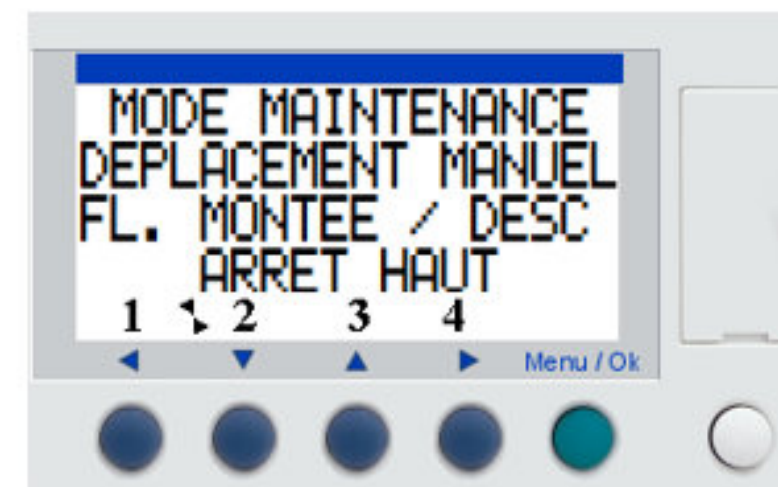 MODE MAINTENANCE
DEPLACEMENT MANUEL
FL. MONTEE / DESC
ARRET HAUT
1 2 3 4
Menu / Ok